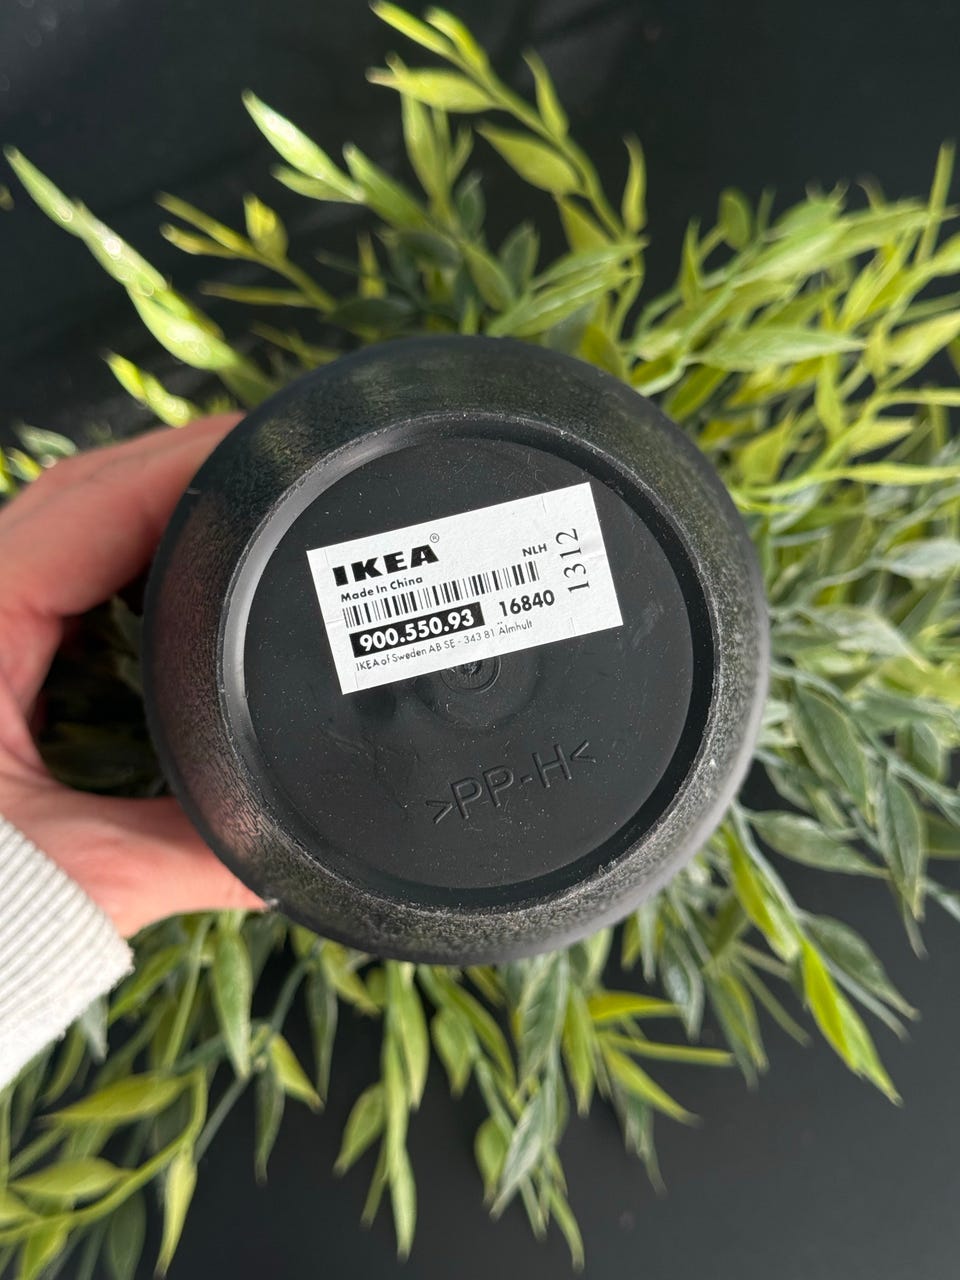 IKEA®
Made In China
NLH
1312
900.550.93 16840
IKEA of Sweden AB SE - 343 81 Älmhult
>PP-H<